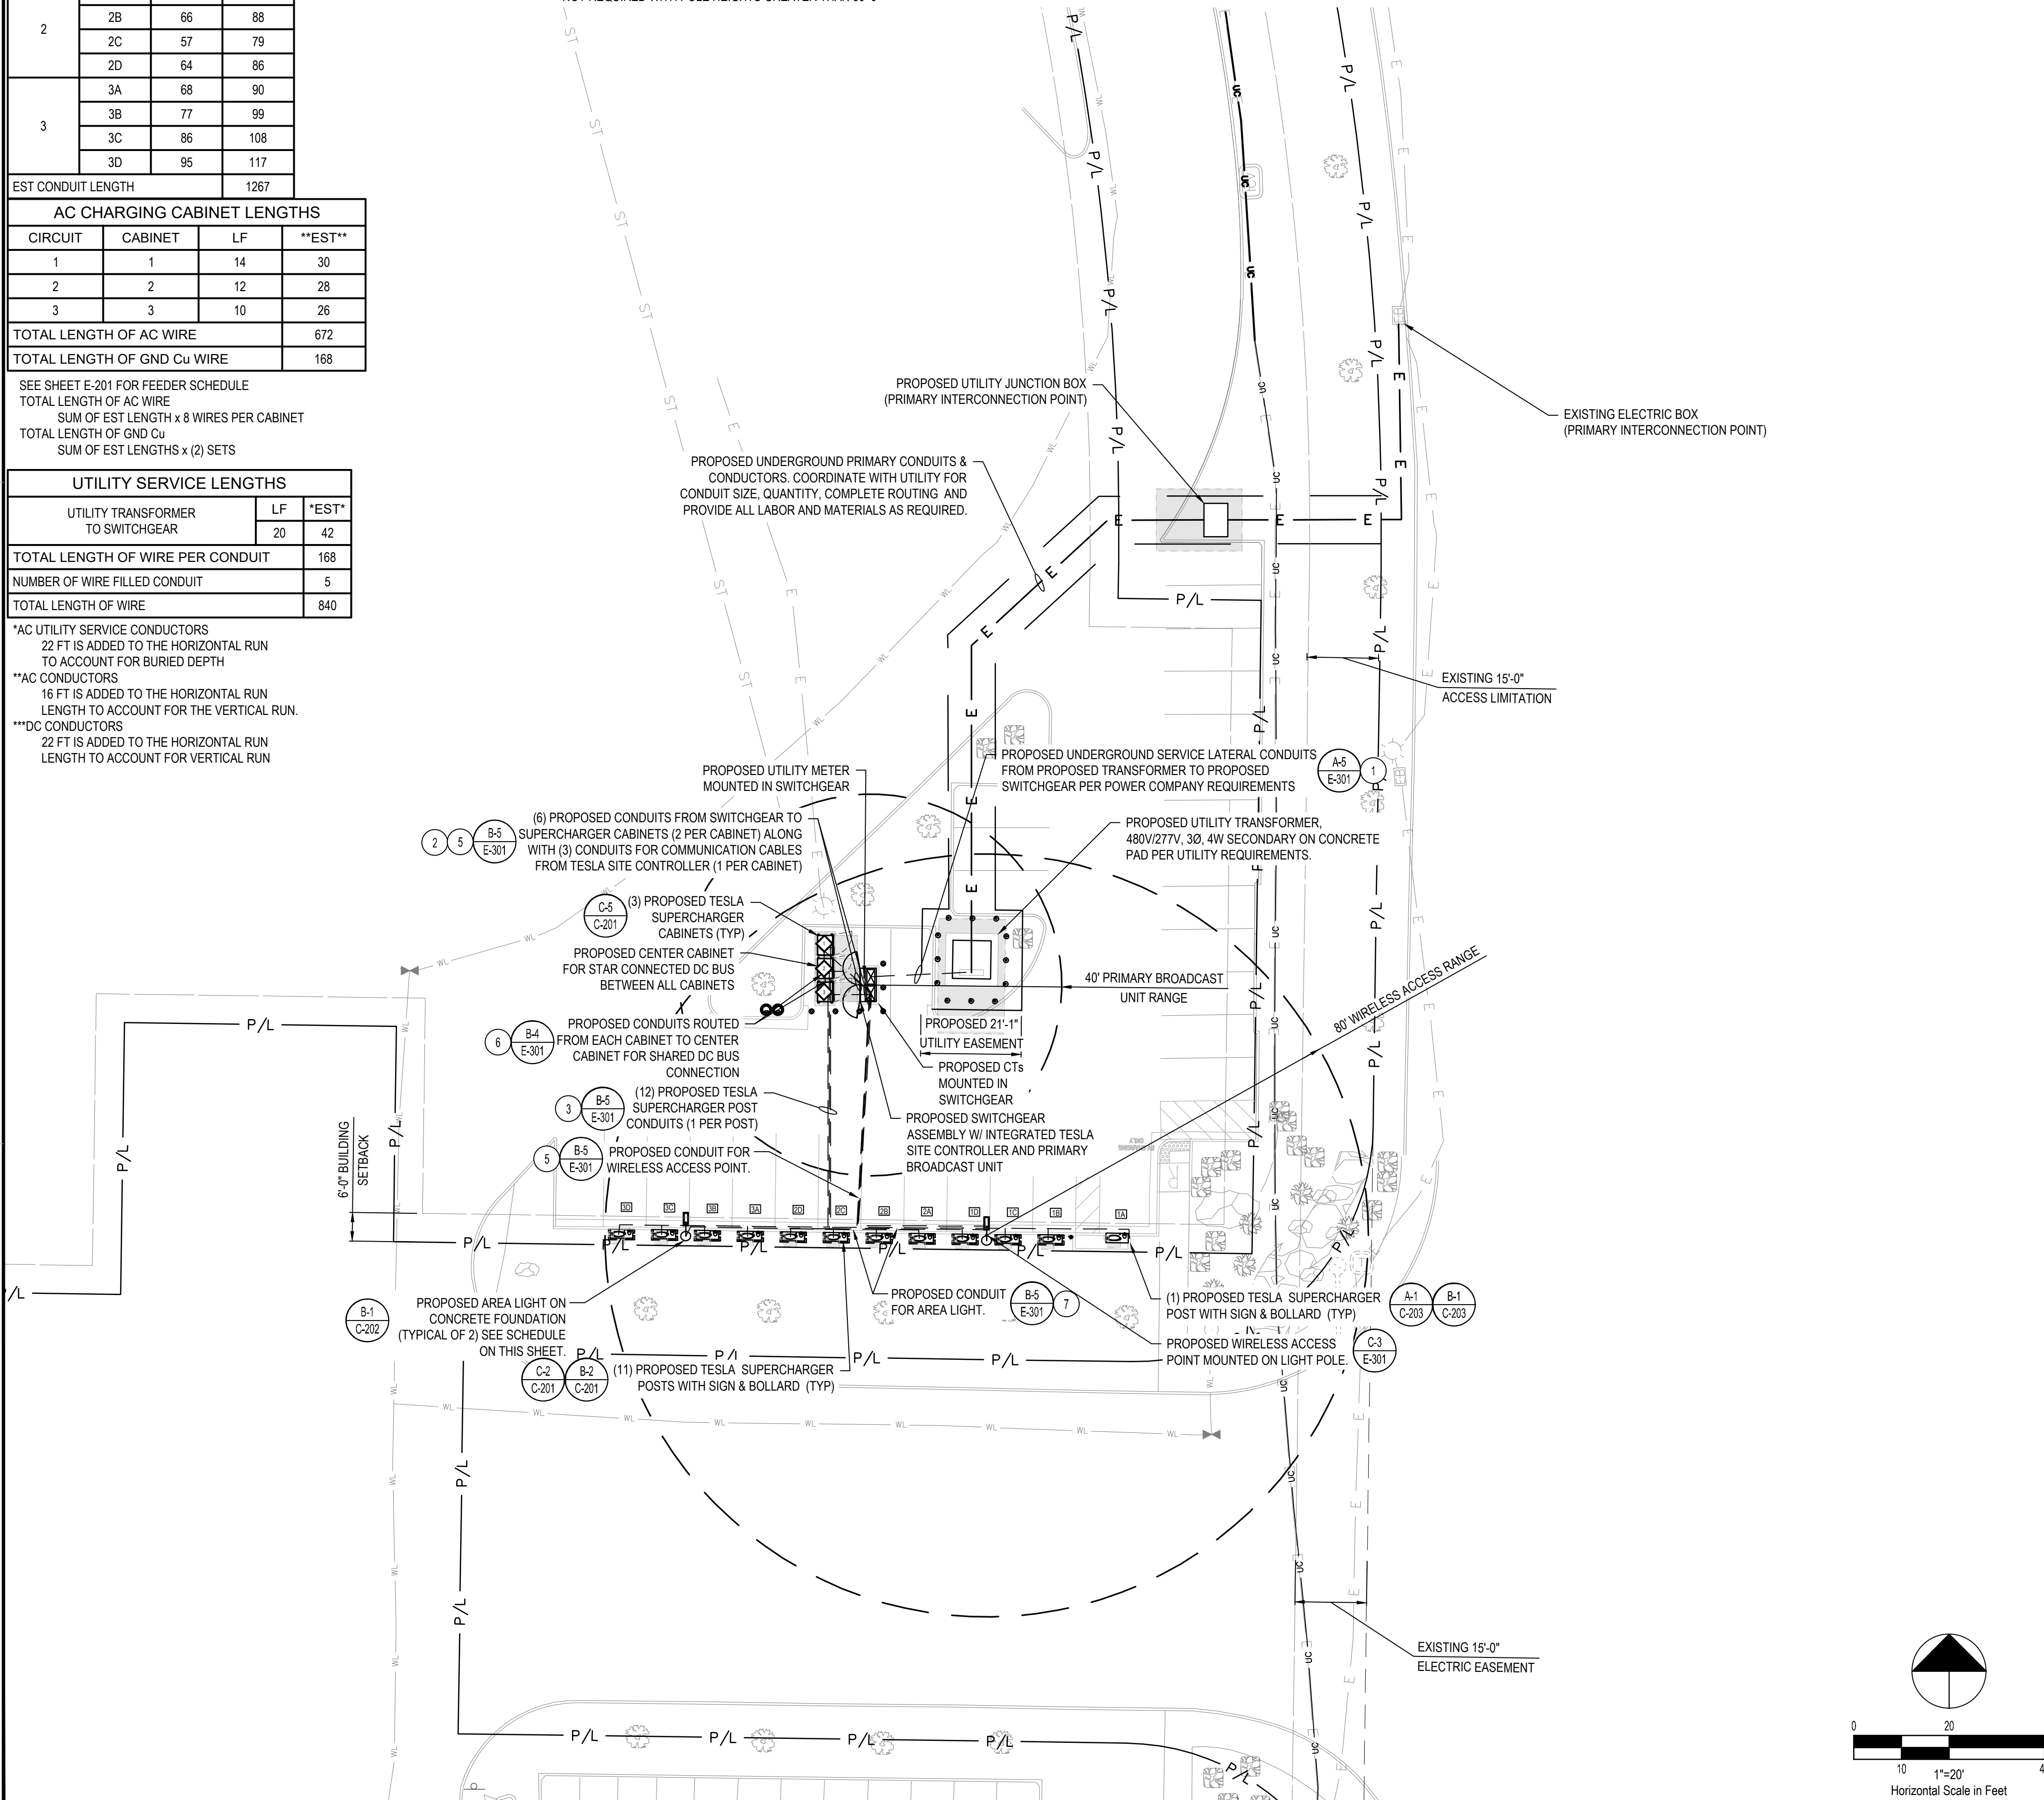 2
2B 66 88
2C 57 79
2D 64 86
3
3A 68 90
3B 77 99
3C 86 108
3D 95 117
EST CONDUIT LENGTH 1267
AC CHARGING CABINET LENGTHS
CIRCUIT CABINET LF **EST**
1 1 14 30
2 2 12 28
3 3 10 26
TOTAL LENGTH OF AC WIRE 672
TOTAL LENGTH OF GND Cu WIRE 168
SEE SHEET E-201 FOR FEEDER SCHEDULE
TOTAL LENGTH OF AC WIRE
SUM OF EST LENGTH x 8 WIRES PER CABINET
TOTAL LENGTH OF GND Cu
SUM OF EST LENGTHS x (2) SETS
UTILITY SERVICE LENGTHS
UTILITY TRANSFORMER
TO SWITCHGEAR
LF *EST*
20 42
TOTAL LENGTH OF WIRE PER CONDUIT 168
NUMBER OF WIRE FILLED CONDUIT 5
TOTAL LENGTH OF WIRE 840
*AC UTILITY SERVICE CONDUCTORS
22 FT IS ADDED TO THE HORIZONTAL RUN
TO ACCOUNT FOR BURIED DEPTH
**AC CONDUCTORS
16 FT IS ADDED TO THE HORIZONTAL RUN
LENGTH TO ACCOUNT FOR THE VERTICAL RUN.
***DC CONDUCTORS
22 FT IS ADDED TO THE HORIZONTAL RUN
LENGTH TO ACCOUNT FOR VERTICAL RUN
PROPOSED UTILITY JUNCTION BOX
(PRIMARY INTERCONNECTION POINT)
EXISTING ELECTRIC BOX
(PRIMARY INTERCONNECTION POINT)
PROPOSED UNDERGROUND PRIMARY CONDUITS &
CONDUCTORS. COORDINATE WITH UTILITY FOR
CONDUIT SIZE, QUANTITY, COMPLETE ROUTING AND
PROVIDE ALL LABOR AND MATERIALS AS REQUIRED.
EXISTING 15'-0"
ACCESS LIMITATION
PROPOSED UNDERGROUND SERVICE LATERAL CONDUITS
FROM PROPOSED TRANSFORMER TO PROPOSED
SWITCHGEAR PER POWER COMPANY REQUIREMENTS
A-5
E-301
1
PROPOSED UTILITY METER
MOUNTED IN SWITCHGEAR
(6) PROPOSED CONDUITS FROM SWITCHGEAR TO
SUPERCHARGER CABINETS (2 PER CABINET) ALONG
WITH (3) CONDUITS FOR COMMUNICATION CABLES
FROM TESLA SITE CONTROLLER (1 PER CABINET)
2
5
B-5
E-301
PROPOSED UTILITY TRANSFORMER,
480V/277V, 3Ø, 4W SECONDARY ON CONCRETE
PAD PER UTILITY REQUIREMENTS.
C-5
C-201
(3) PROPOSED TESLA
SUPERCHARGER
CABINETS (TYP)
PROPOSED CENTER CABINET
FOR STAR CONNECTED DC BUS
BETWEEN ALL CABINETS
40' PRIMARY BROADCAST
UNIT RANGE
80' WIRELESS ACCESS RANGE
6
B-4
E-301
PROPOSED CONDUITS ROUTED
FROM EACH CABINET TO CENTER
CABINET FOR SHARED DC BUS
CONNECTION
PROPOSED 21'-1"
UTILITY EASEMENT
PROPOSED CTs
MOUNTED IN
SWITCHGEAR
3
B-5
E-301
(12) PROPOSED TESLA
SUPERCHARGER POST
CONDUITS (1 PER POST)
PROPOSED SWITCHGEAR
ASSEMBLY W/ INTEGRATED TESLA
SITE CONTROLLER AND PRIMARY
BROADCAST UNIT
5
B-5
E-301
PROPOSED CONDUIT FOR
WIRELESS ACCESS POINT.
6'-0" BUILDING
SETBACK
3D 3C 3B 3A 2D 2C 2B 2A 1D 1C 1B 1A
B-1
C-202
PROPOSED AREA LIGHT ON
CONCRETE FOUNDATION
(TYPICAL OF 2) SEE SCHEDULE
ON THIS SHEET.
PROPOSED CONDUIT
FOR AREA LIGHT.
B-5
E-301
7
(1) PROPOSED TESLA SUPERCHARGER
POST WITH SIGN & BOLLARD (TYP)
A-1
C-203
B-1
C-203
PROPOSED WIRELESS ACCESS
POINT MOUNTED ON LIGHT POLE.
C-3
E-301
C-2
C-201
B-2
C-201
(11) PROPOSED TESLA SUPERCHARGER
POSTS WITH SIGN & BOLLARD (TYP)
EXISTING 15'-0"
ELECTRIC EASEMENT
0 20
10
1"=20'
Horizontal Scale in Feet